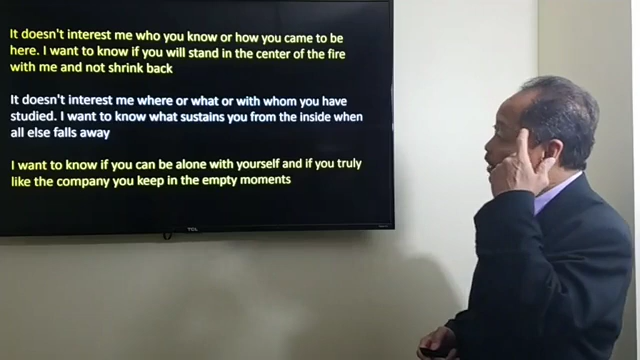 It doesn't interest me who you know or how you came to be
here. I want to know if you will stand in the center of the fire
with me and not shrink back
It doesn't interest me where or what or with whom you have
studied. I want to know what sustains you from the inside when
all else falls away
I want to know if you can be alone with yourself and if you truly
like the company you keep in the empty moments
TCL